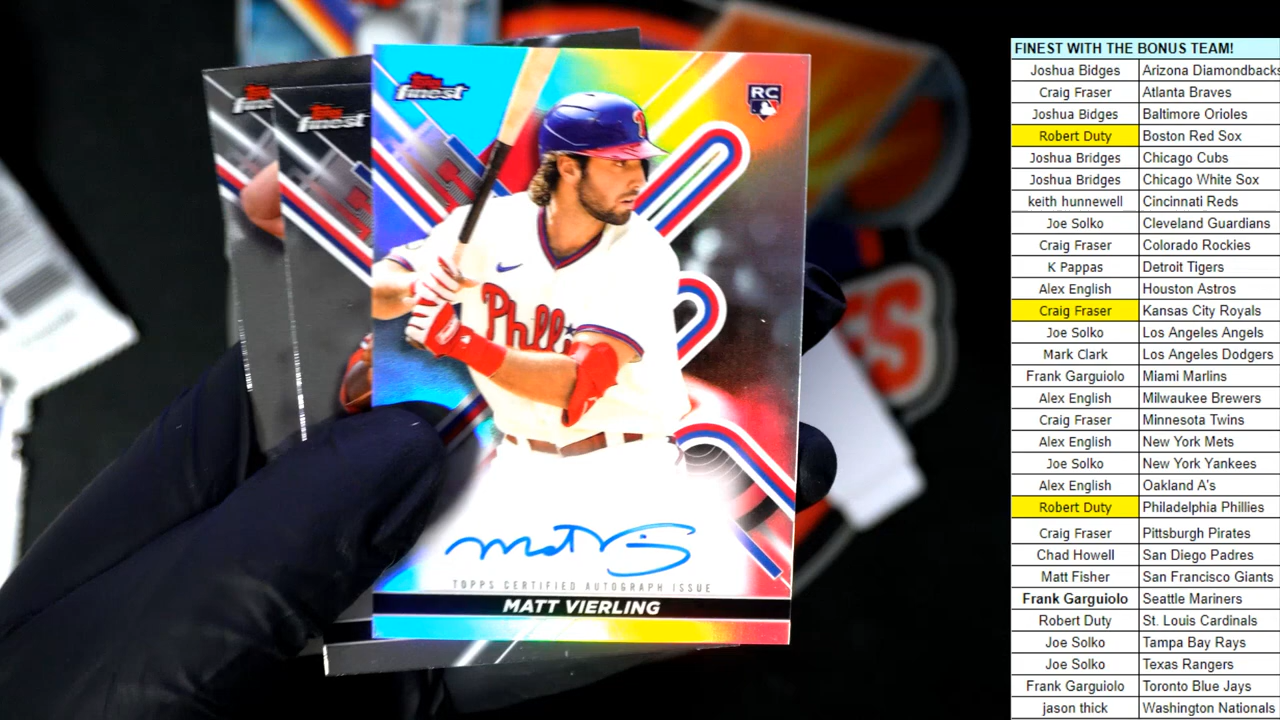 Topps
finest
Topps
finest
Topps
finest
RC
Phill
Matt Vierling
TOPPS CERTIFIED AUTOGRAPH ISSUE
MATT VIERLING
ES
FINEST WITH THE BONUS TEAM!
Joshua Bidges Arizona Diamondbacks
Craig Fraser Atlanta Braves
Joshua Bidges Baltimore Orioles
Robert Duty Boston Red Sox
Joshua Bridges Chicago Cubs
Joshua Bridges Chicago White Sox
keith hunnewell Cincinnati Reds
Joe Solko Cleveland Guardians
Craig Fraser Colorado Rockies
K Pappas Detroit Tigers
Alex English Houston Astros
Craig Fraser Kansas City Royals
Joe Solko Los Angeles Angels
Mark Clark Los Angeles Dodgers
Frank Garguiolo Miami Marlins
Alex English Milwaukee Brewers
Craig Fraser Minnesota Twins
Alex English New York Mets
Joe Solko New York Yankees
Alex English Oakland A's
Robert Duty Philadelphia Phillies
Craig Fraser Pittsburgh Pirates
Chad Howell San Diego Padres
Matt Fisher San Francisco Giants
Frank Garguiolo Seattle Mariners
Robert Duty St. Louis Cardinals
Joe Solko Tampa Bay Rays
Joe Solko Texas Rangers
Frank Garguiolo Toronto Blue Jays
jason thick Washington Nationals